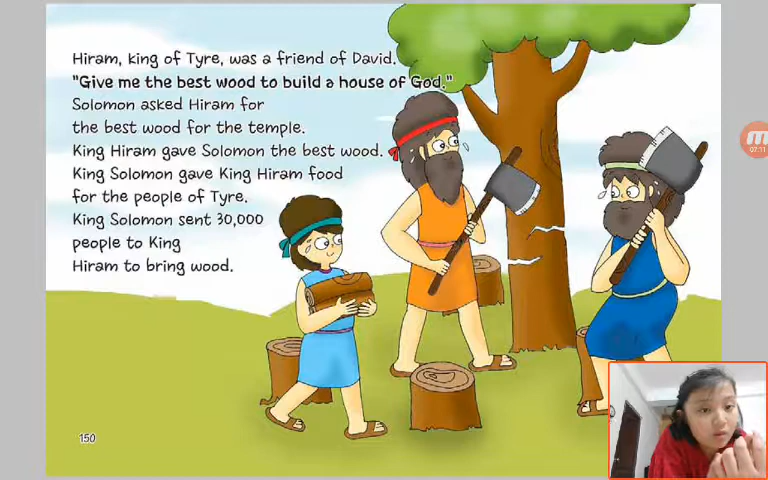 Hiram, king of Tyre, was a friend of David.
"Give me the best wood to build a house of God."
Solomon asked Hiram for
the best wood for the temple.
King Hiram gave Solomon the best wood.
King Solomon gave King Hiram food
for the people of Tyre.
King Solomon sent 30,000
people to King
Hiram to bring wood.
150
07:11